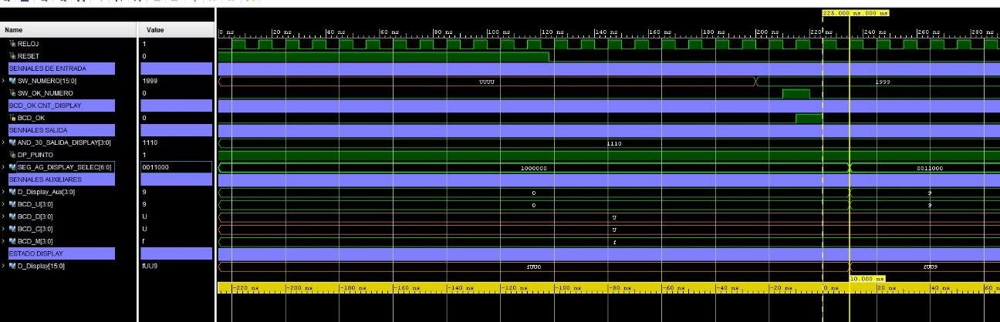 225.000 ns.000 ns
Name Value
0 ns 20 ns 40 ns 60 ns 80 ns 100 ns 120 ns 140 ns 160 ns 180 ns 200 ns 220 ns 240 ns 260 ns 280 ns
RELOJ 1
RESET 0
SENNALES DE ENTRADA
SW_NUMERO[15:0] 1999 UUUU 1999
SW_OK_NUMERO 0
BCD_OK CNT_DISPLAY
BCD_OK 0
SENNALES SALIDA
AND_30_SALIDA_DISPLAY[3:0] 1110 1110
DP_PUNTO 1
SEG_AG_DISPLAY_SELEC[6:0] 0011000 1000000 0011000
SENNALES AUXILIARES
D_Display_Aux[3:0] 9 0 9
BCD_U[3:0] 9 0 9
BCD_D[3:0] U U
BCD_C[3:0] U U
BCD_M[3:0] f f
ESTADO DISPLAY
D_Display[15:0] fUU9 fUU0 fUU9
10.000 ns
-220 ns -200 ns -180 ns -160 ns -140 ns -120 ns -100 ns -80 ns -60 ns -40 ns -20 ns 0 ns 20 ns 40 ns